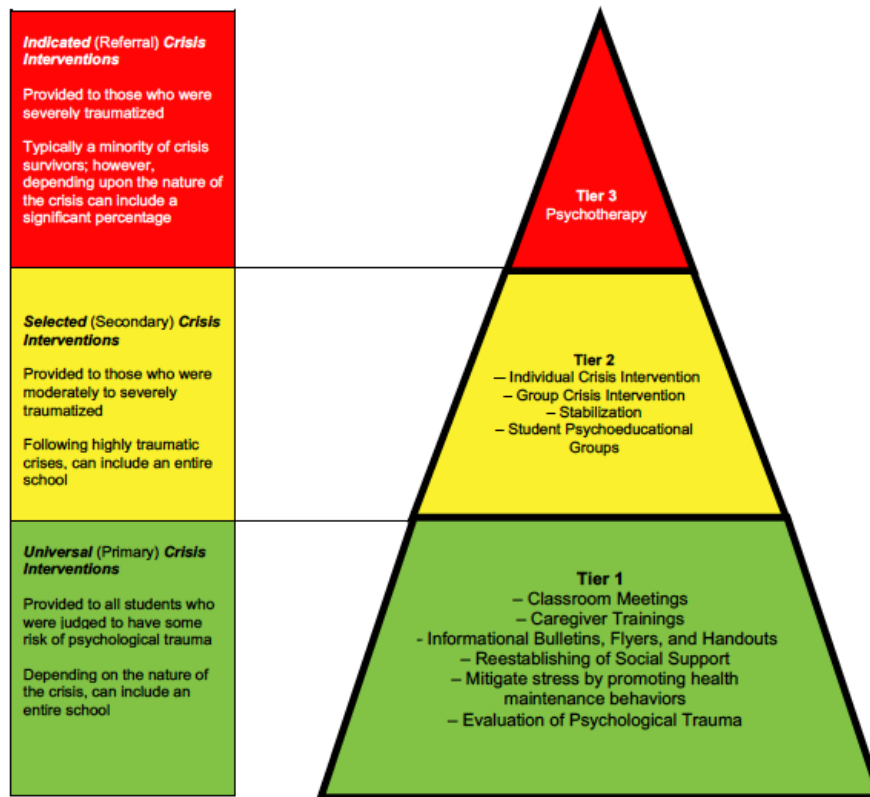 Indicated (Referral) Crisis
Interventions
Provided to those who were
severely traumatized
Typically a minority of crisis
survivors; however,
depending upon the nature of
the crisis can include a
significant percentage
Tier 3
Psychotherapy
Selected (Secondary) Crisis
Interventions
Provided to those who were
moderately to severely
traumatized
Following highly traumatic
crises, can include an entire
school
Tier 2
– Individual Crisis Intervention
– Group Crisis Intervention
– Stabilization
– Student Psychoeducational
Groups
Universal (Primary) Crisis
Interventions
Provided to all students who
were judged to have some
risk of psychological trauma
Depending on the nature of
the crisis, can include an
entire school
Tier 1
– Classroom Meetings
– Caregiver Trainings
- Informational Bulletins, Flyers, and Handouts
– Reestablishing of Social Support
– Mitigate stress by promoting health
maintenance behaviors
– Evaluation of Psychological Trauma